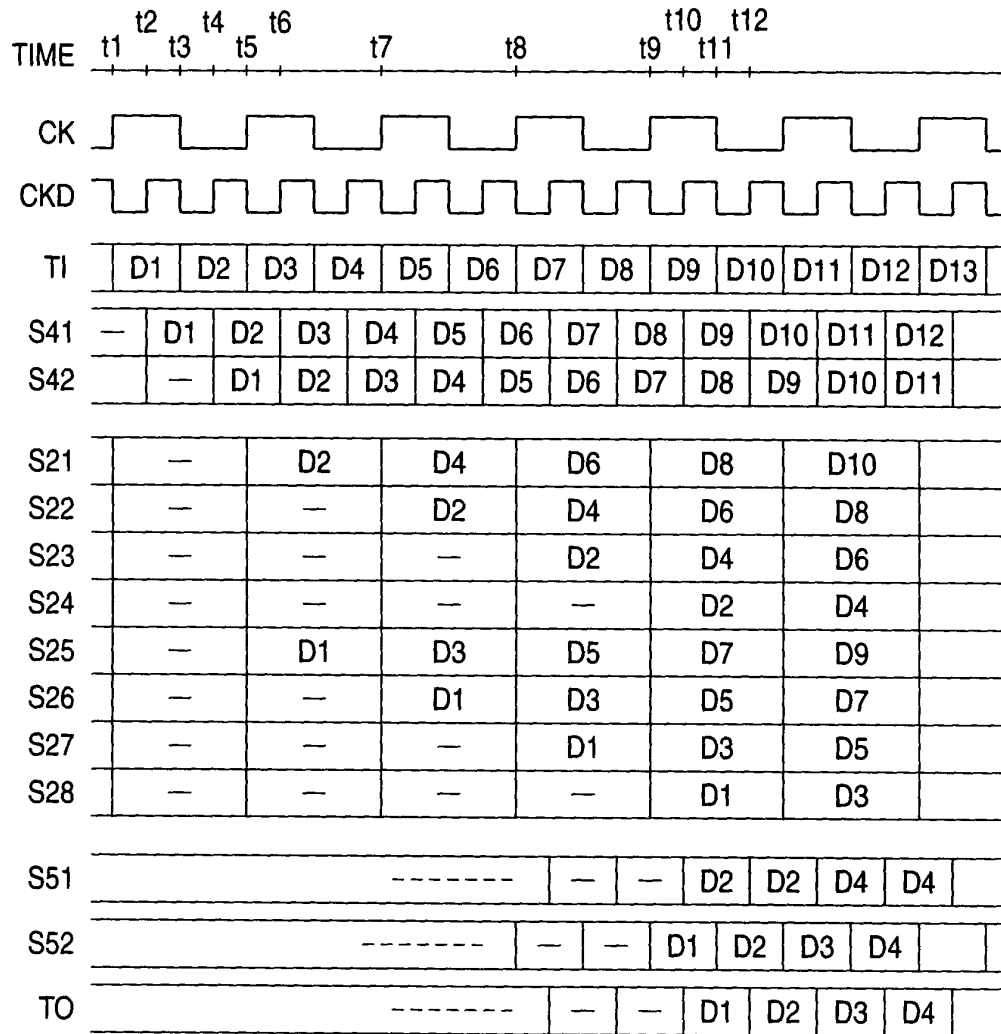 t2 t4 t6 t10 t12
TIME t1 t3 t5 t7 t8 t9 t11
CK
CKD
TI D1 D2 D3 D4 D5 D6 D7 D8 D9 D10 D11 D12 D13
S41 — D1 D2 D3 D4 D5 D6 D7 D8 D9 D10 D11 D12
S42 — D1 D2 D3 D4 D5 D6 D7 D8 D9 D10 D11
S21 — D2 D4 D6 D8 D10
S22 — — D2 D4 D6 D8
S23 — — — D2 D4 D6
S24 — — — — D2 D4
S25 — D1 D3 D5 D7 D9
S26 — — D1 D3 D5 D7
S27 — — — D1 D3 D5
S28 — — — — D1 D3
S51 ------- — — D2 D2 D4 D4
S52 ------- — — D1 D2 D3 D4
TO ------- — — D1 D2 D3 D4